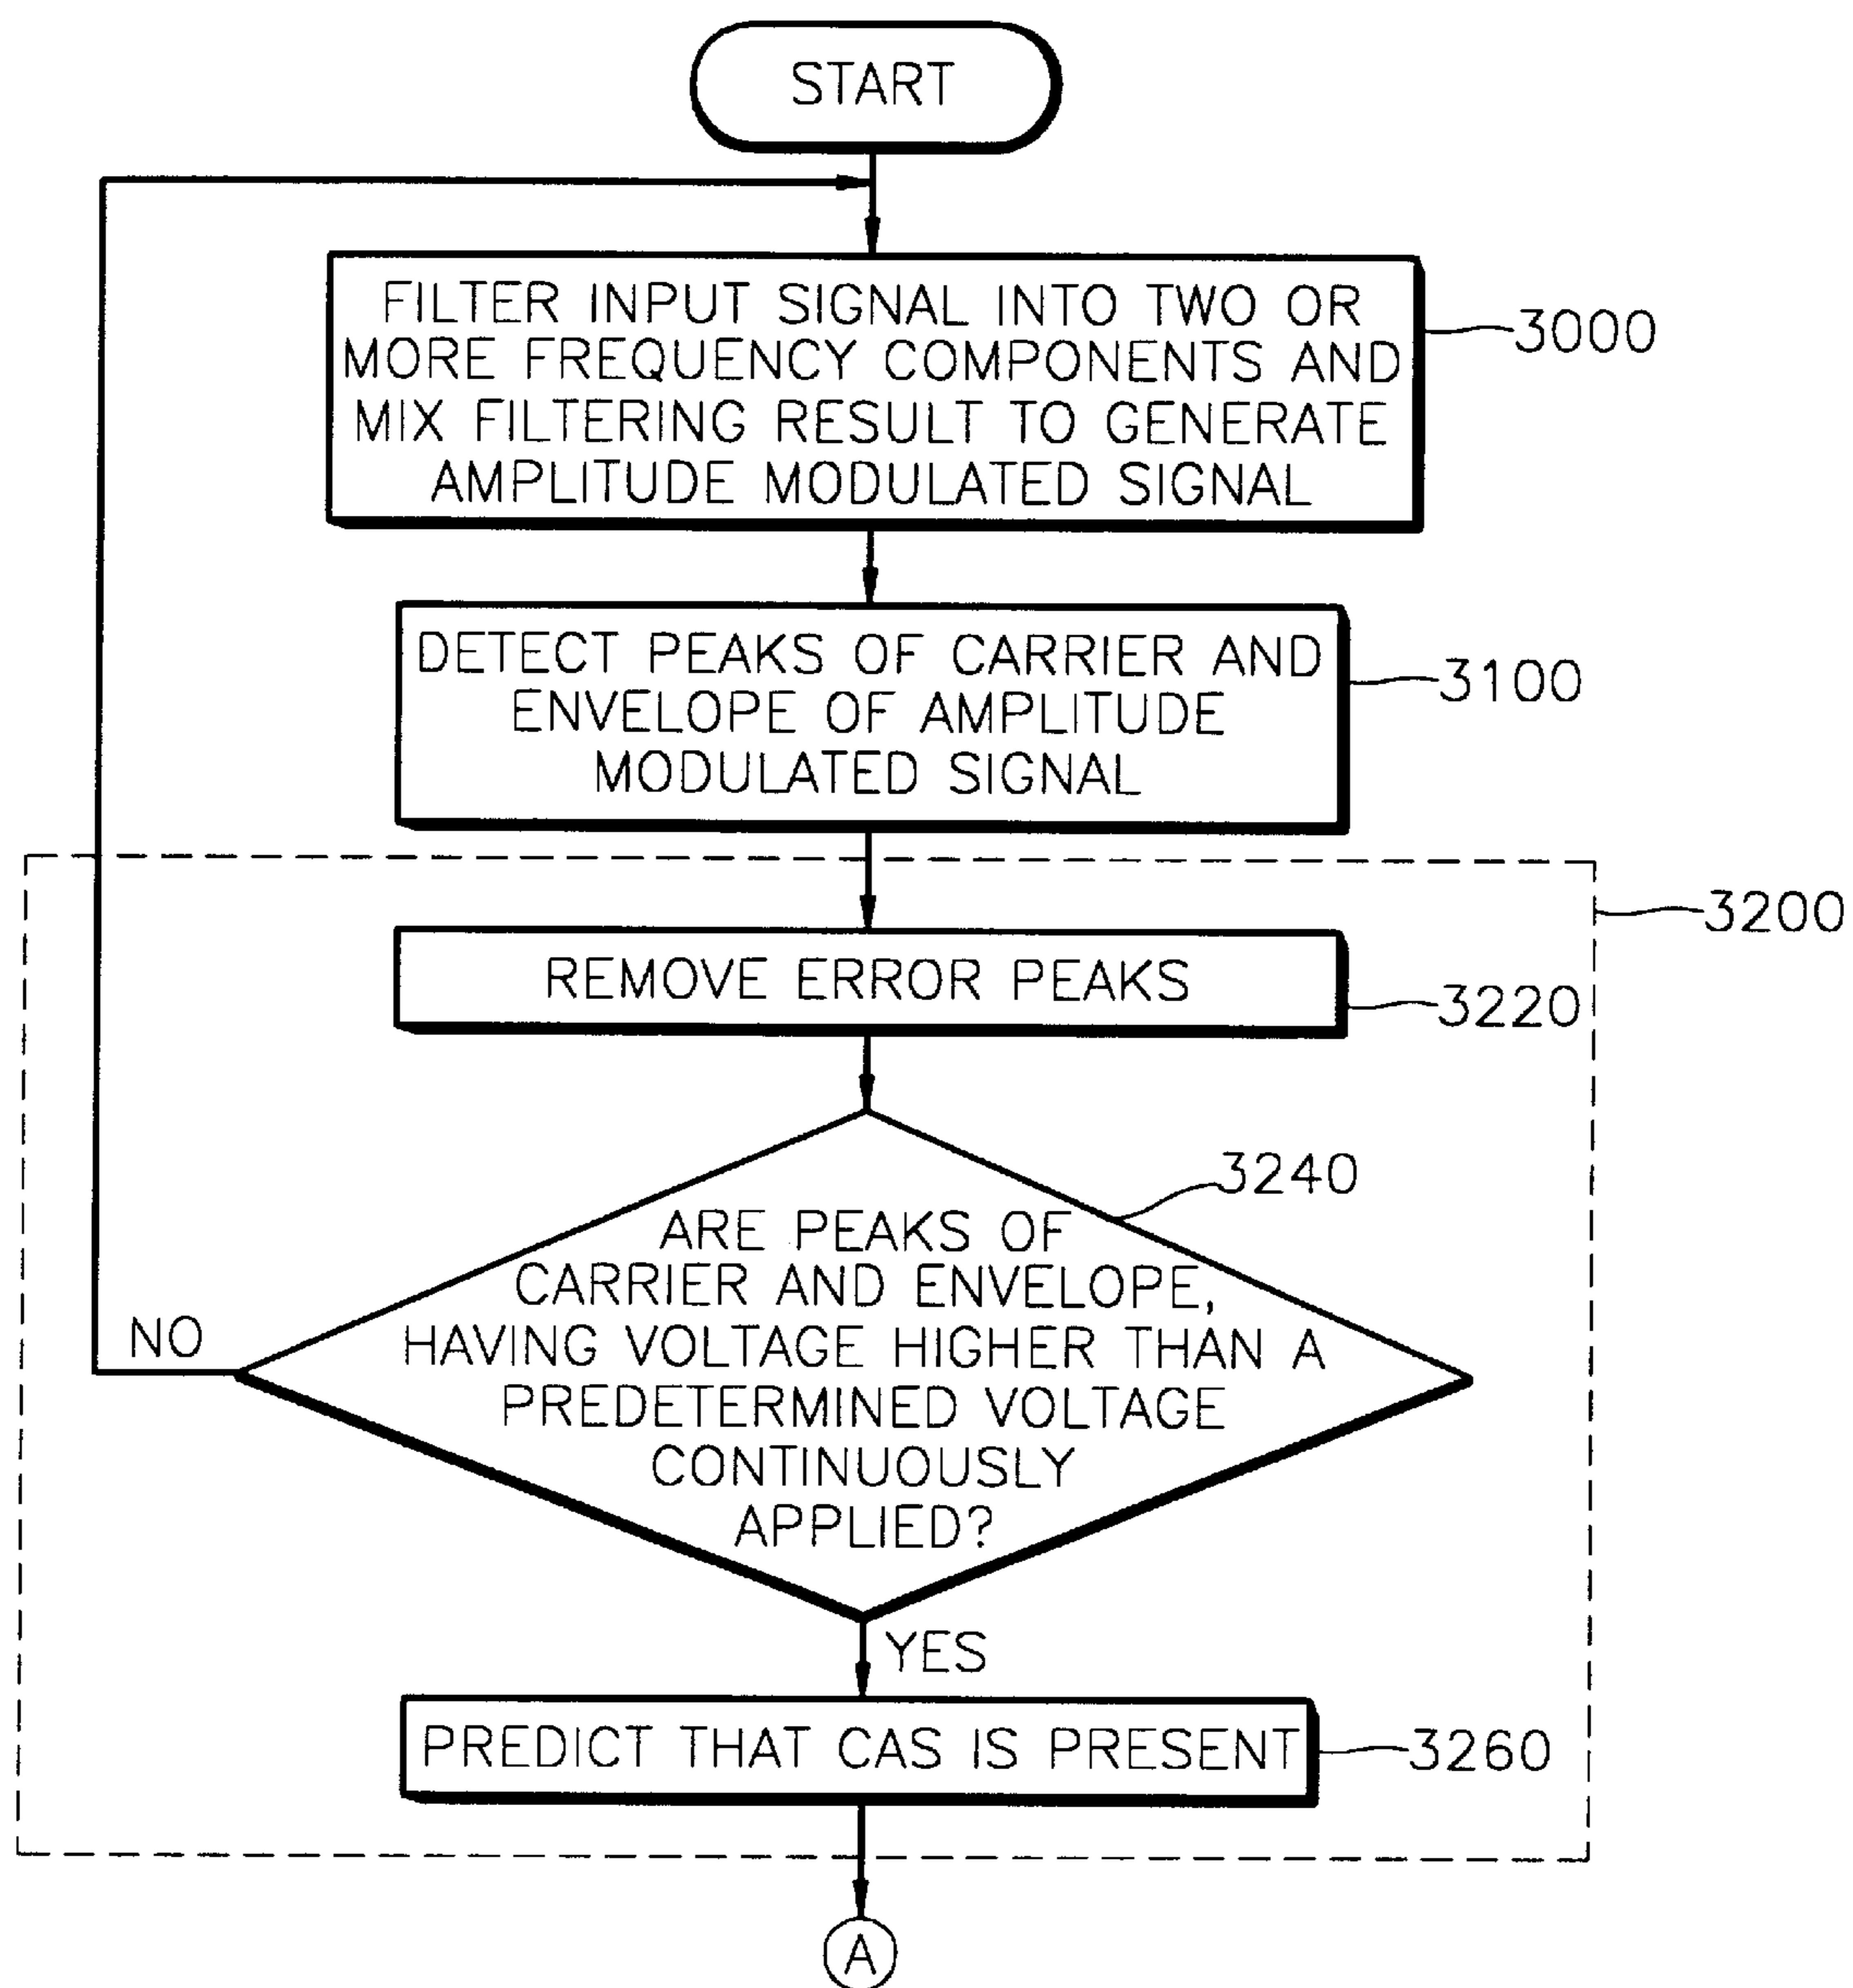 START
FILTER INPUT SIGNAL INTO TWO OR
MORE FREQUENCY COMPONENTS AND
MIX FILTERING RESULT TO GENERATE
AMPLITUDE MODULATED SIGNAL
3000
DETECT PEAKS OF CARRIER AND
ENVELOPE OF AMPLITUDE
MODULATED SIGNAL
3100
3200
REMOVE ERROR PEAKS
3220
3240
ARE PEAKS OF
CARRIER AND ENVELOPE,
HAVING VOLTAGE HIGHER THAN A
PREDETERMINED VOLTAGE
CONTINUOUSLY
APPLIED?
NO
YES
PREDICT THAT CAS IS PRESENT
3260
A